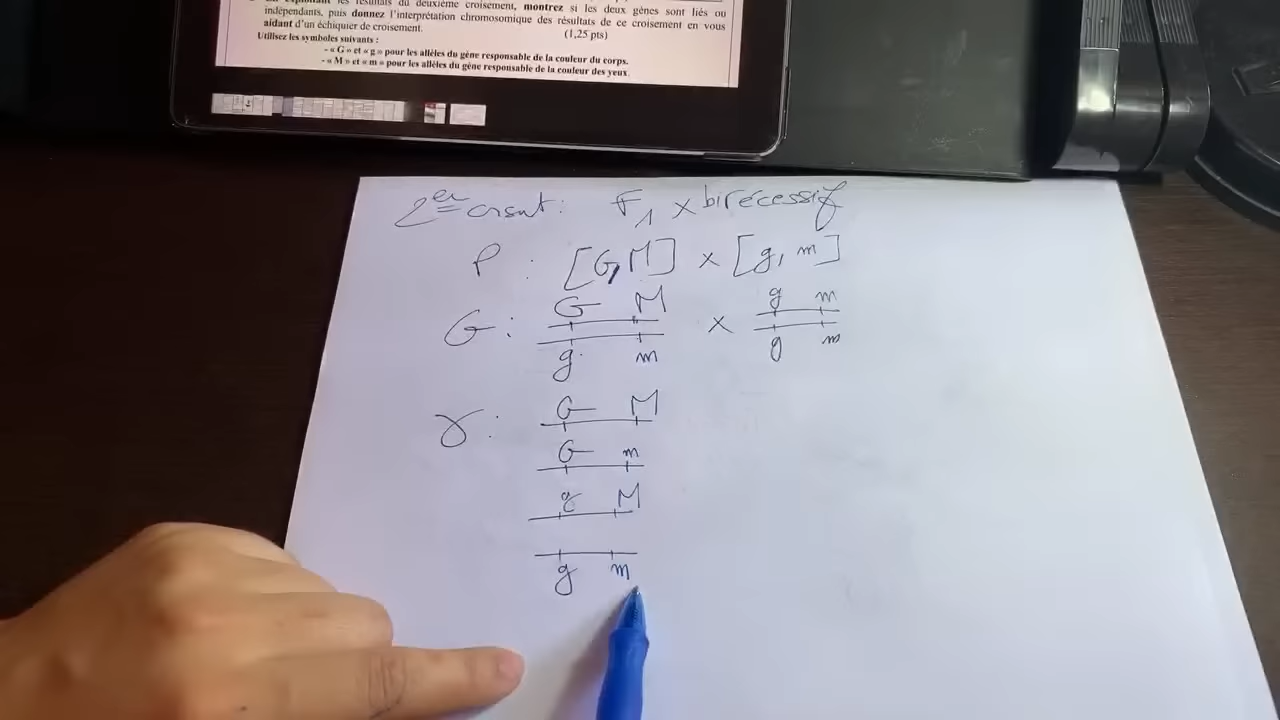 les résultats du deuxième croisement, montrez si les deux gènes sont liés ou
indépendants, puis donnez l'interprétation chromosomique des résultats de ce croisement en vous
aidant d'un échiquier de croisement. (1,25 pts)
Utilisez les symboles suivants :
- « G » et « g » pour les allèles du gène responsable de la couleur du corps.
- « M » et « m » pour les allèles du gène responsable de la couleur des yeux.
2er crsnt : F1 × birécessif
P : [G, M] × [g, m]
G M g m
G : ×
g m g m
γ : G M
G m
g M
g m